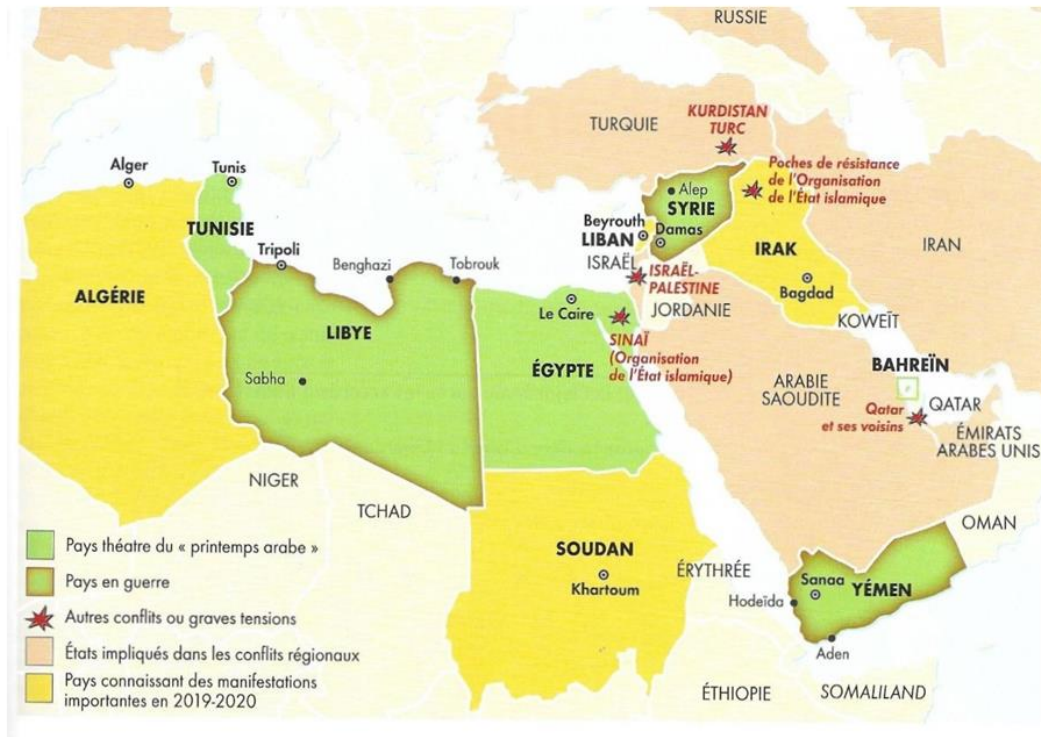 RUSSIE
TURQUIE
KURDISTAN
TURC
Alger
Tunis
Poches de résistance
de l'Organisation
de l'État islamique
Alep
SYRIE
TUNISIE
Beyrouth
Damas
LIBAN
IRAK
IRAN
Tripoli
Benghazi
Tobrouk
ISRAËL
ISRAËL-
PALESTINE
Bagdad
ALGÉRIE
JORDANIE
Le Caire
KOWEÏT
LIBYE
SINAÏ
(Organisation
de l'État islamique)
ÉGYPTE
BAHREÏN
Sabha
ARABIE
SAOUDITE
QATAR
Qatar
et ses voisins
ÉMIRATS
ARABES UNIS
NIGER
TCHAD
OMAN
SOUDAN
Khartoum
ÉRYTHRÉE
Sanaa
YÉMEN
Hodeïda
Aden
ÉTHIOPIE
SOMALILAND
Pays théatre du « printemps arabe »
Pays en guerre
Autres conflits ou graves tensions
États impliqués dans les conflits régionaux
Pays connaissant des manifestations
importantes en 2019-2020